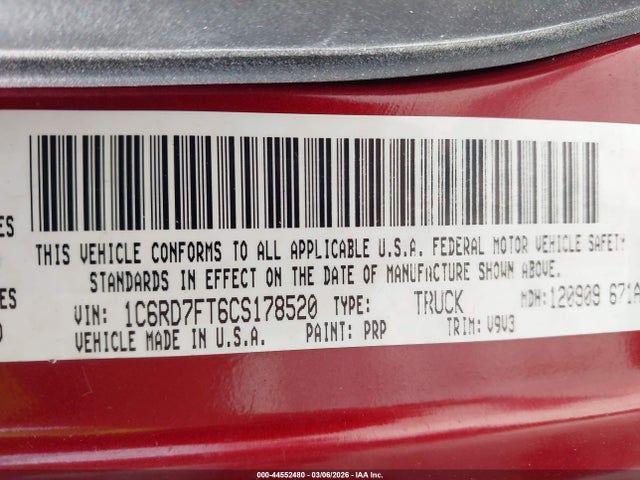 ES
THIS VEHICLE CONFORMS TO ALL APPLICABLE U.S.A. FEDERAL MOTOR VEHICLE SAFETY
STANDARDS IN EFFECT ON THE DATE OF MANUFACTURE SHOWN ABOVE.
ES
VIN: 1C6RD7FT6CS178520 TYPE: TRUCK MDH: 120909 671A
VEHICLE MADE IN U.S.A. PAINT: PRP TRIM: V9V3
000-44552480 - 03/06/2026 - IAA Inc.